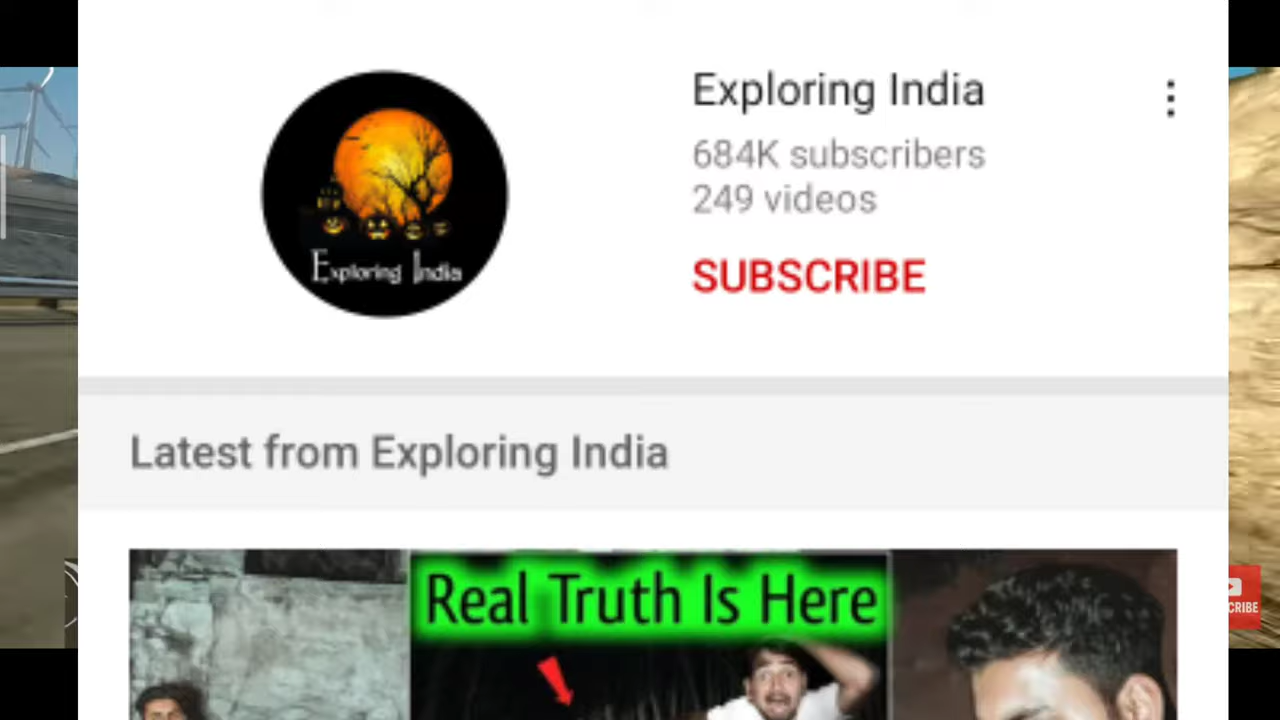 Exploring India
684K subscribers
249 videos
SUBSCRIBE
Exploring India
Latest from Exploring India
Real Truth Is Here